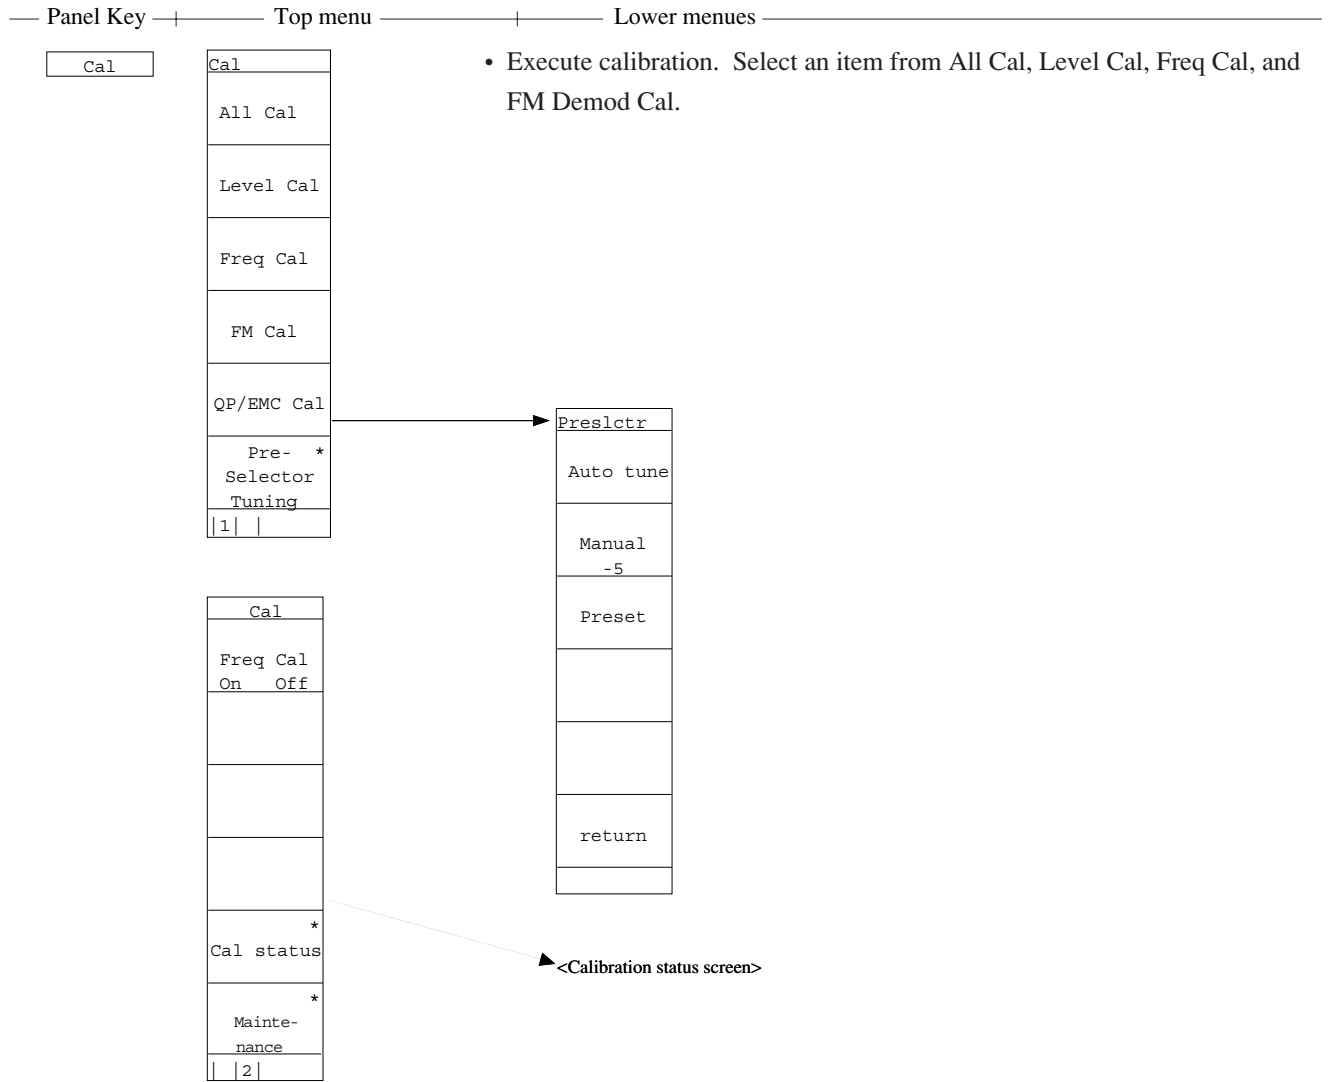 Panel Key
Top menu
Lower menues
Cal
Cal
All Cal
Level Cal
Freq Cal
FM Cal
QP/EMC Cal
Pre- *
Selector
Tuning
|1| |
• Execute calibration. Select an item from All Cal, Level Cal, Freq Cal, and
FM Demod Cal.
Preslctr
Auto tune
Manual
-5
Preset
return
Cal
Freq Cal
On Off
*
Cal status
*
Mainte-
nance
| |2|
<Calibration status screen>